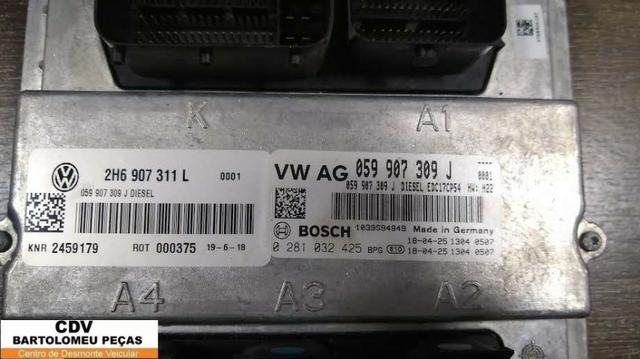 K
A1
2H6 907 311 L 0001
059 907 309 J DIESEL
KNR 2459179 ROT 000375 19-6-18
VW AG 059 907 309 J 0001
059 907 309 J DIESEL EDC17CP54 HW: H22
BOSCH 1039S94949 Made in Germany
0 281 032 425 BPG 610 18-04-25 1304 0507
18-04-25 1304 0507
A4
A3
A2
CDV
BARTOLOMEU PEÇAS
Centro de Desmonte Veicular